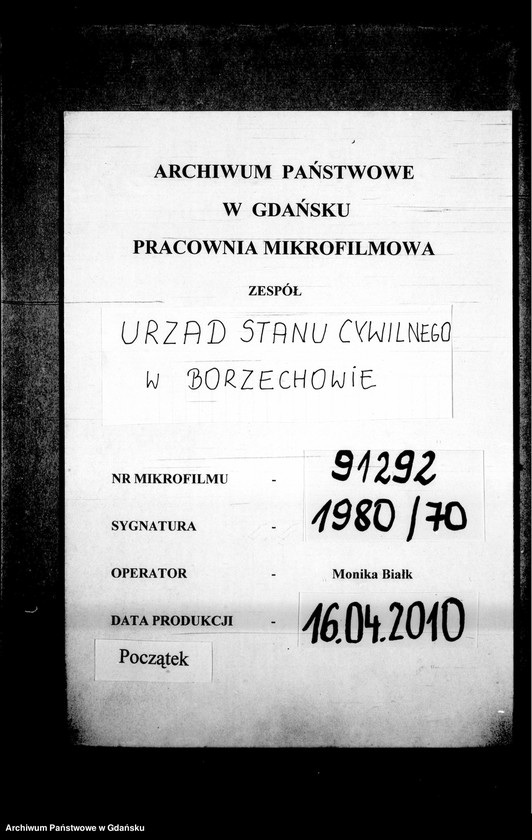 ARCHIWUM PAŃSTWOWE
W GDAŃSKU
PRACOWNIA MIKROFILMOWA
ZESPÓŁ
URZAD STANU CYWILNEGO
W BORZECHOWIE
NR MIKROFILMU - 91292
SYGNATURA - 1980/70
OPERATOR - Monika Białk
DATA PRODUKCJI - 16.04.2010
Początek
Archiwum Państwowe w Gdańsku